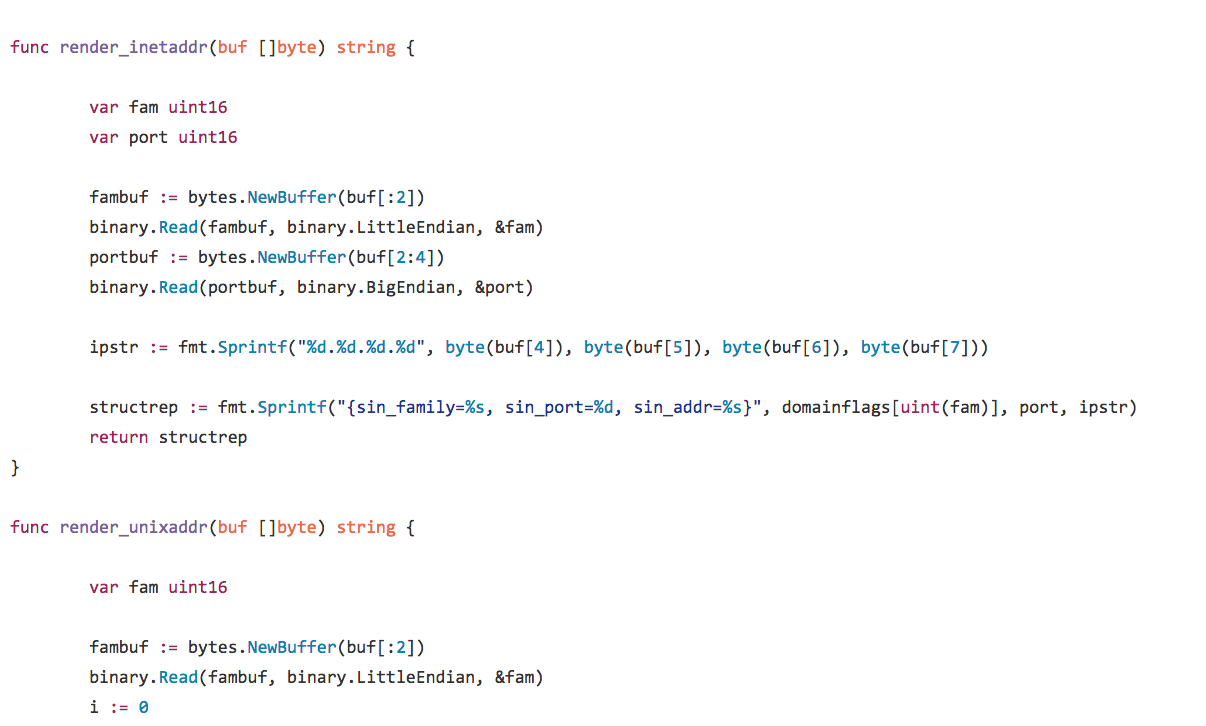 func render_inetaddr(buf []byte) string {
var fam uint16
var port uint16
fambuf := bytes.NewBuffer(buf[:2])
binary.Read(fambuf, binary.LittleEndian, &fam)
portbuf := bytes.NewBuffer(buf[2:4])
binary.Read(portbuf, binary.BigEndian, &port)
ipstr := fmt.Sprintf("%d.%d.%d.%d", byte(buf[4]), byte(buf[5]), byte(buf[6]), byte(buf[7]))
structrep := fmt.Sprintf("{sin_family=%s, sin_port=%d, sin_addr=%s}", domainflags[uint(fam)], port, ipstr)
return structrep
}
func render_unixaddr(buf []byte) string {
var fam uint16
fambuf := bytes.NewBuffer(buf[:2])
binary.Read(fambuf, binary.LittleEndian, &fam)
i := 0